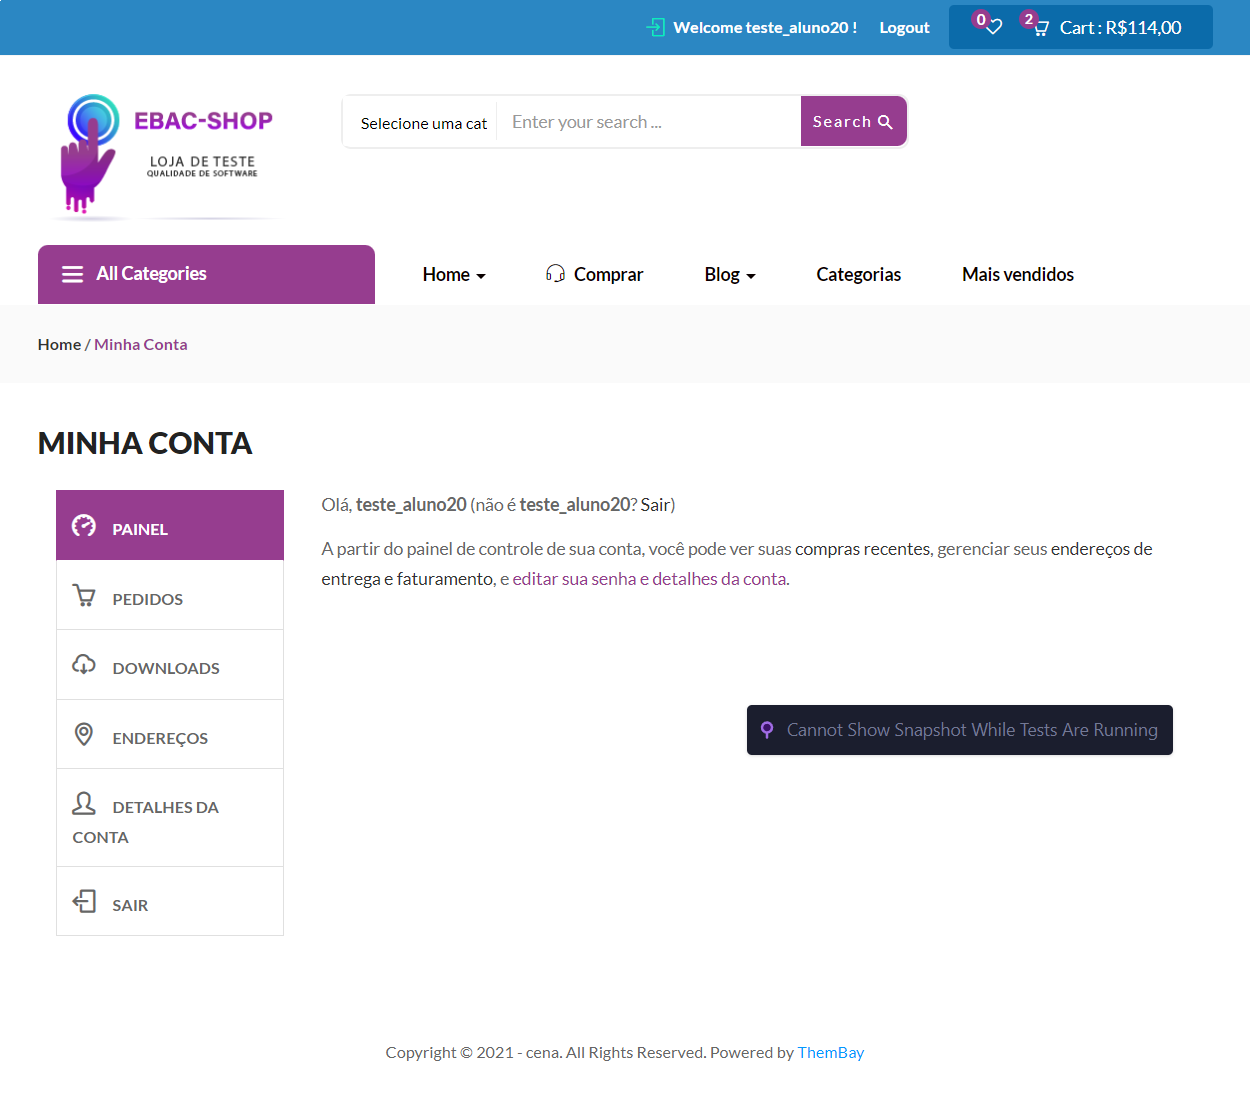 Welcome teste_aluno20 ! Logout 0 2 Cart : R$114,00
EBAC-SHOP
LOJA DE TESTE
QUALIDADE DE SOFTWARE
Selecione uma cat Enter your search ... Search
All Categories Home Comprar Blog Categorias Mais vendidos
Home / Minha Conta
MINHA CONTA
PAINEL
PEDIDOS
DOWNLOADS
ENDEREÇOS
DETALHES DA
CONTA
SAIR
Olá, teste_aluno20 (não é teste_aluno20? Sair)
A partir do painel de controle de sua conta, você pode ver suas compras recentes, gerenciar seus endereços de
entrega e faturamento, e editar sua senha e detalhes da conta.
Cannot Show Snapshot While Tests Are Running
Copyright © 2021 - cena. All Rights Reserved. Powered by ThemBay